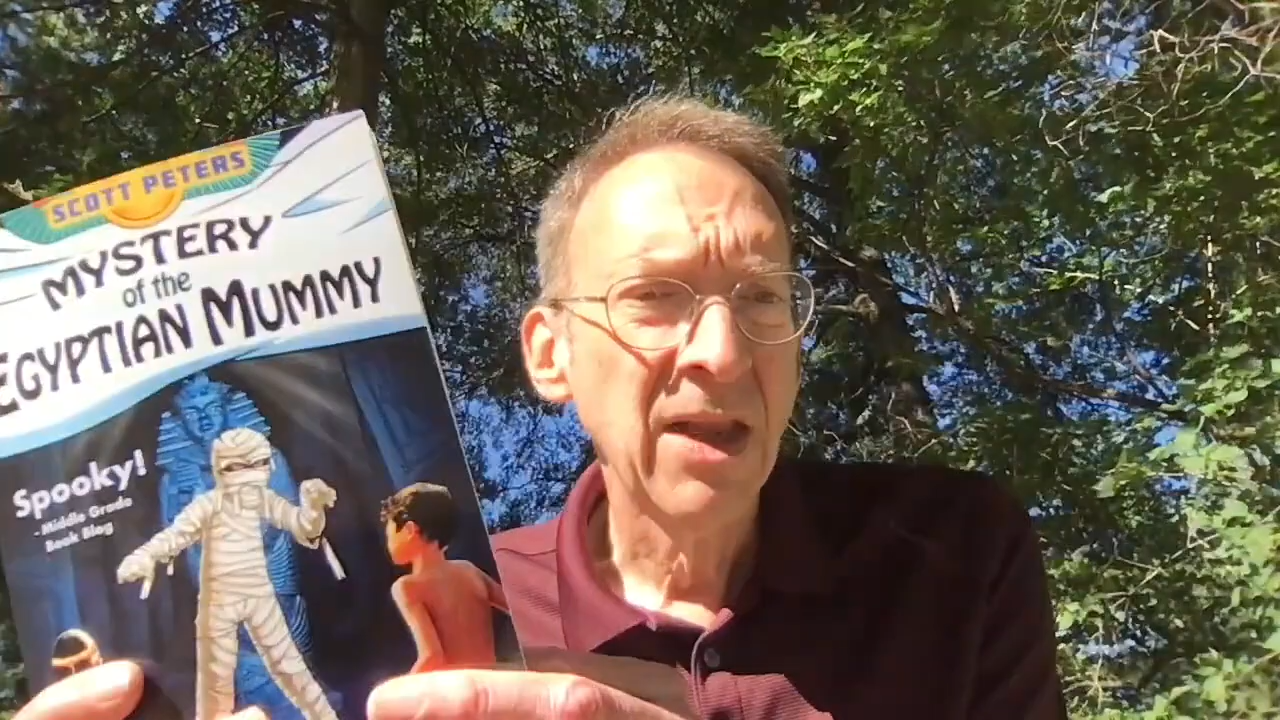 SCOTT PETERS
MYSTERY
of the
EGYPTIAN MUMMY
Spooky!
- Middle Grade
Book Blog